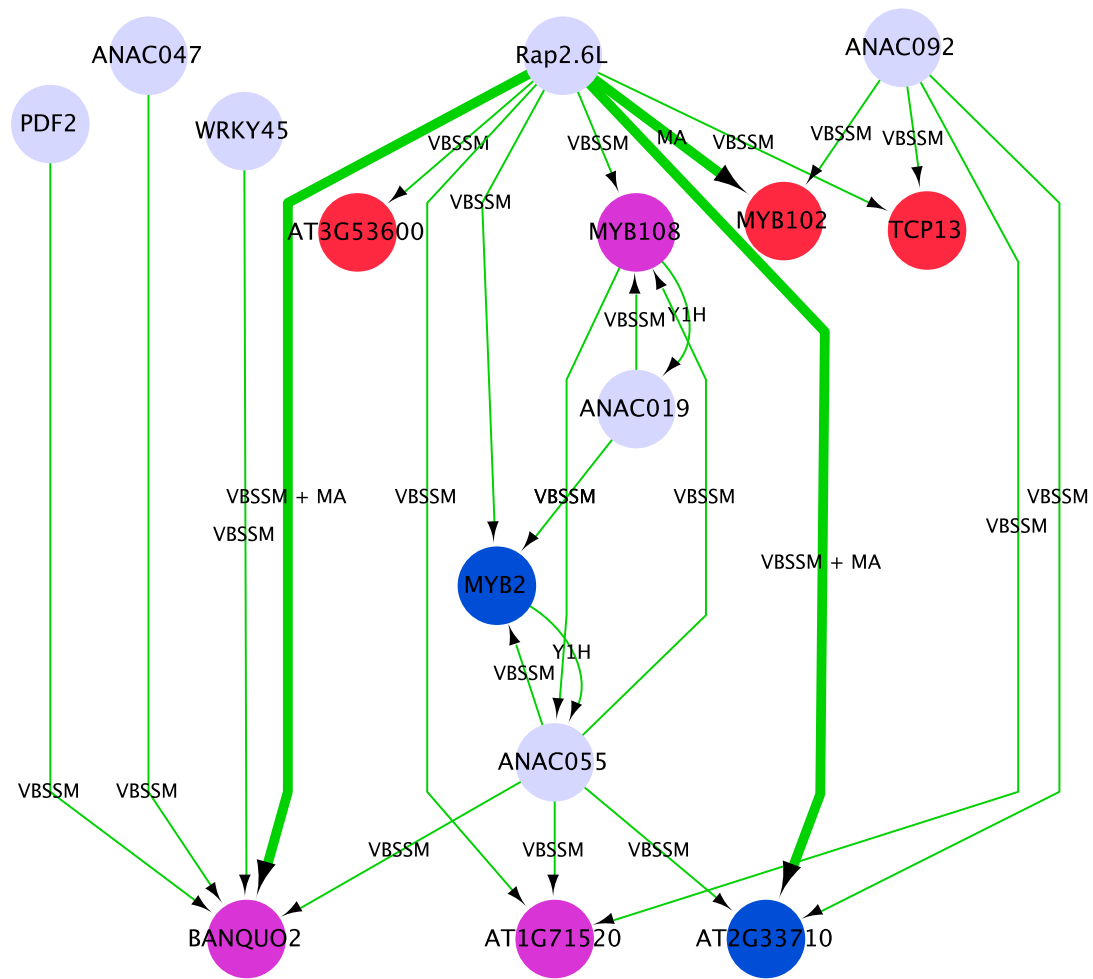 ANAC047
Rap2.6L
ANAC092
PDF2
WRKY45
VBSSM
VBSSM
MA
VBSSM
VBSSM
VBSSM
VBSSM
AT3G53600
MYB108
MYB102
TCP13
VBSSM
Y1H
ANAC019
VBSSM + MA
VBSSM
VBSSM
VBSSM
VBSSM
VBSSM
VBSSM
VBSSM
VBSSM + MA
MYB2
Y1H
VBSSM
ANAC055
VBSSM
VBSSM
VBSSM
VBSSM
VBSSM
BANQUO2
AT1G71520
AT2G33710